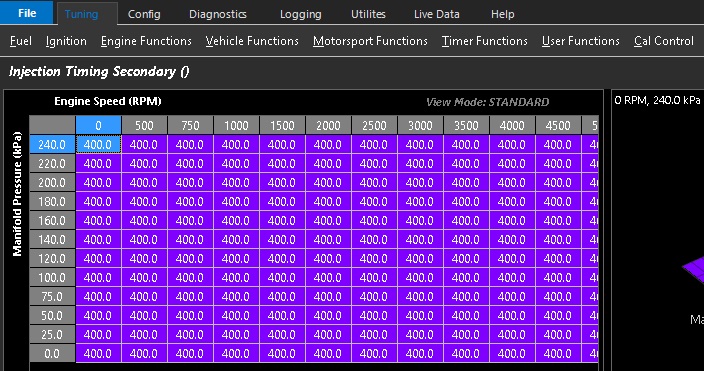 File Tuning Config Diagnostics Logging Utilites Live Data Help
Fuel Ignition Engine Functions Vehicle Functions Motorsport Functions Timer Functions User Functions Cal Control
Injection Timing Secondary ()
Engine Speed (RPM) View Mode: STANDARD
0 RPM, 240.0 kPa
Manifold Pressure (kPa)
0 500 750 1000 1500 2000 2500 3000 3500 4000 4500 5
240.0 400.0 400.0 400.0 400.0 400.0 400.0 400.0 400.0 400.0 400.0 400.0 4
220.0 400.0 400.0 400.0 400.0 400.0 400.0 400.0 400.0 400.0 400.0 400.0 4
200.0 400.0 400.0 400.0 400.0 400.0 400.0 400.0 400.0 400.0 400.0 400.0 4
180.0 400.0 400.0 400.0 400.0 400.0 400.0 400.0 400.0 400.0 400.0 400.0 4
160.0 400.0 400.0 400.0 400.0 400.0 400.0 400.0 400.0 400.0 400.0 400.0 4
140.0 400.0 400.0 400.0 400.0 400.0 400.0 400.0 400.0 400.0 400.0 400.0 4
120.0 400.0 400.0 400.0 400.0 400.0 400.0 400.0 400.0 400.0 400.0 400.0 4
100.0 400.0 400.0 400.0 400.0 400.0 400.0 400.0 400.0 400.0 400.0 400.0 4
75.0 400.0 400.0 400.0 400.0 400.0 400.0 400.0 400.0 400.0 400.0 400.0 4
50.0 400.0 400.0 400.0 400.0 400.0 400.0 400.0 400.0 400.0 400.0 400.0 4
25.0 400.0 400.0 400.0 400.0 400.0 400.0 400.0 400.0 400.0 400.0 400.0 4
0.0 400.0 400.0 400.0 400.0 400.0 400.0 400.0 400.0 400.0 400.0 400.0 4
Ma